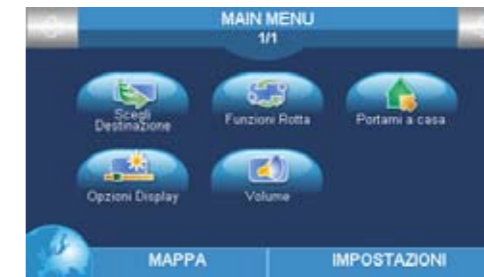 MAIN MENU
1/1
Scegli
Destinazione
Funzioni Rotta
Portami a casa
Opzioni Display
Volume
MAPPA
IMPOSTAZIONI